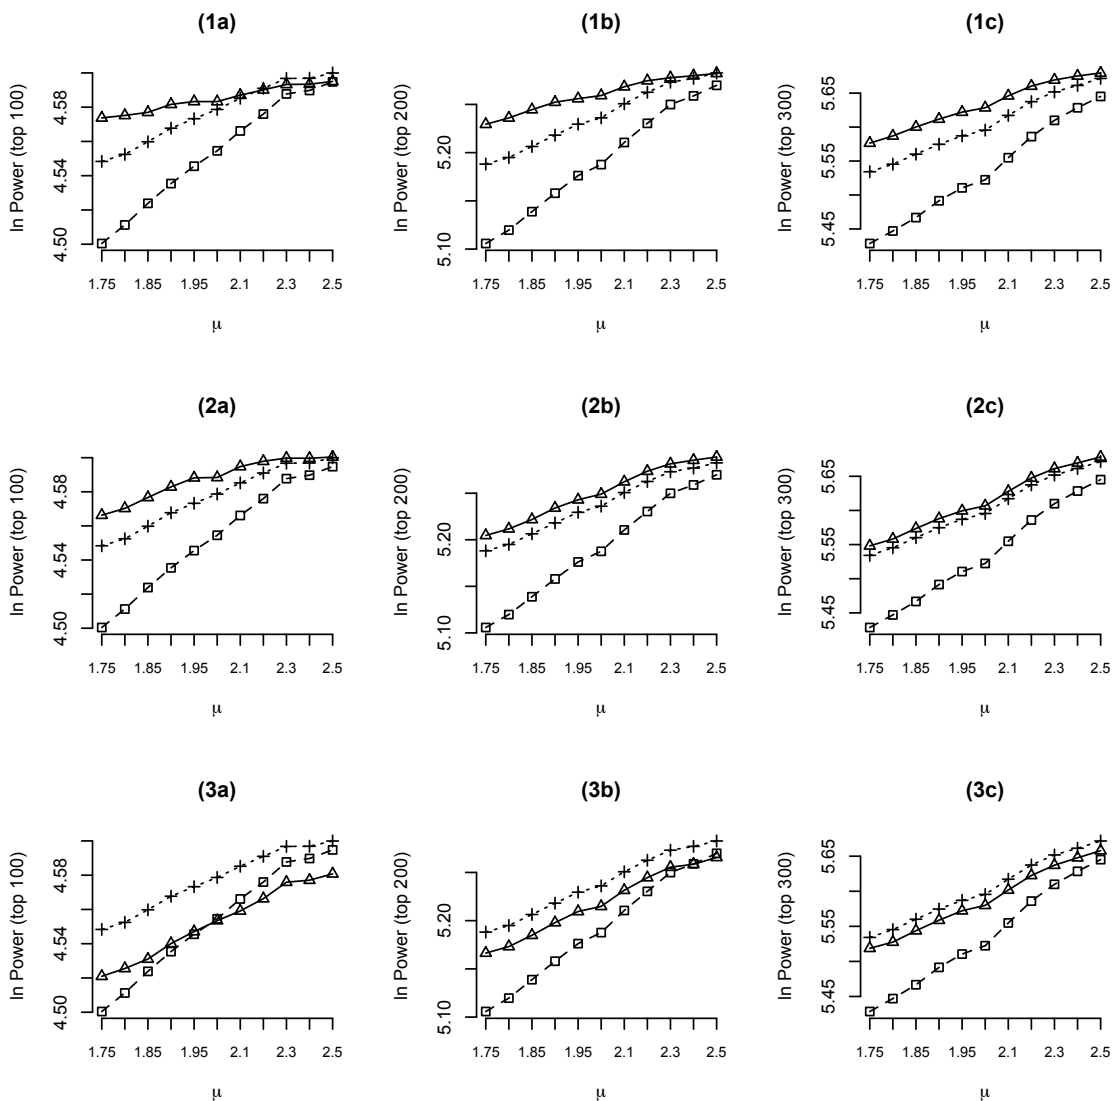 (1a)
ln Power (top 100)
4.50
4.54
4.58
1.75
1.85
1.95
2.1
2.3
2.5
μ
(1b)
ln Power (top 200)
5.10
5.20
1.75
1.85
1.95
2.1
2.3
2.5
μ
(1c)
ln Power (top 300)
5.45
5.55
5.65
1.75
1.85
1.95
2.1
2.3
2.5
μ
(2a)
ln Power (top 100)
4.50
4.54
4.58
1.75
1.85
1.95
2.1
2.3
2.5
μ
(2b)
ln Power (top 200)
5.10
5.20
1.75
1.85
1.95
2.1
2.3
2.5
μ
(2c)
ln Power (top 300)
5.45
5.55
5.65
1.75
1.85
1.95
2.1
2.3
2.5
μ
(3a)
ln Power (top 100)
4.50
4.54
4.58
1.75
1.85
1.95
2.1
2.3
2.5
μ
(3b)
ln Power (top 200)
5.10
5.20
1.75
1.85
1.95
2.1
2.3
2.5
μ
(3c)
ln Power (top 300)
5.45
5.55
5.65
1.75
1.85
1.95
2.1
2.3
2.5
μ